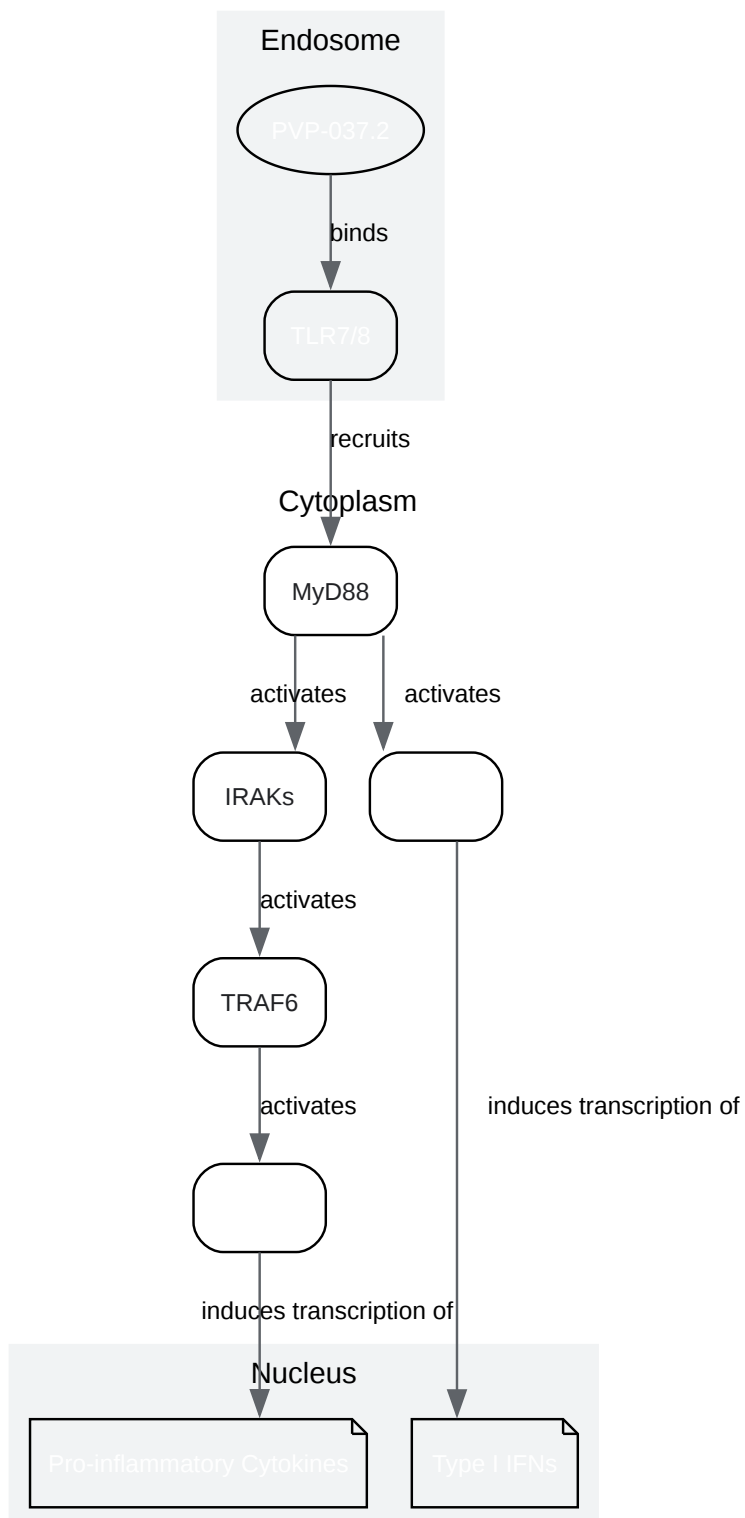 Endosome
PVP-037.2
binds
TLR7/8
recruits
Cytoplasm
MyD88
activates
activates
IRAKs
activates
TRAF6
activates
induces transcription of
induces transcription of
Nucleus
Pro-inflammatory Cytokines
Type I IFNs